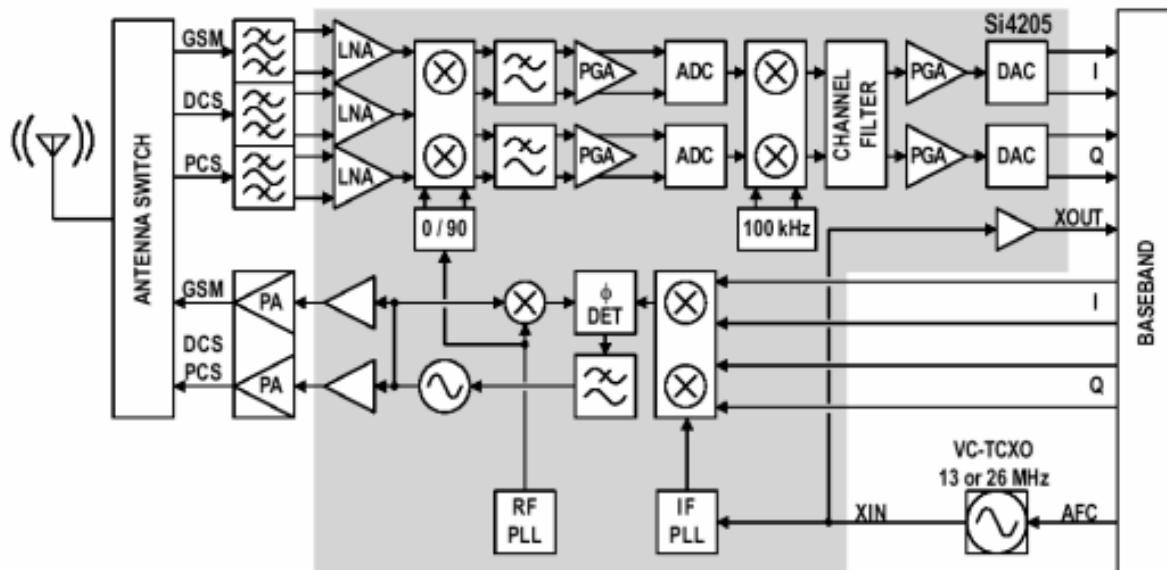 Si4205
ANTENNA SWITCH
GSM
DCS
PCS
LNA
LNA
LNA
PGA
PGA
ADC
ADC
CHANNEL
FILTER
PGA
PGA
DAC
DAC
I
Q
BASEBAND
0 / 90
100 kHz
XOUT
GSM
DCS
PCS
PA
PA
ϕ
DET
I
Q
RF
PLL
IF
PLL
VC-TCXO
13 or 26 MHz
XIN
AFC